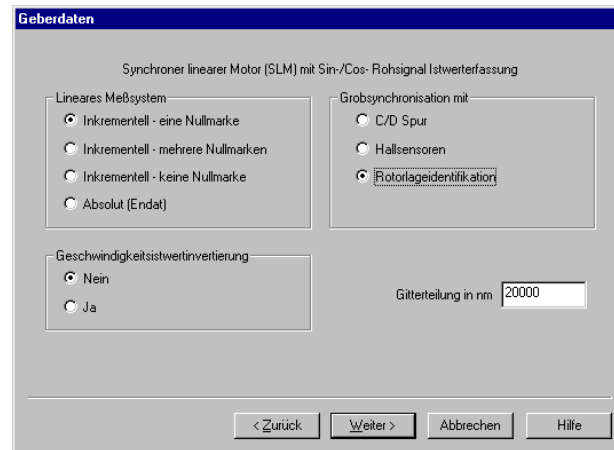 Geberdaten
Synchroner linearer Motor (SLM) mit Sin-/Cos- Rohsignal Istwerterfassung
Lineares Meßsystem
Inkrementell - eine Nullmarke
Inkrementell - mehrere Nullmarken
Inkrementell - keine Nullmarke
Absolut (Endat)
Grobsynchronisation mit
C/D Spur
Hallsensoren
Rotorlageidentifikation
Geschwindigkeitsistwertinvertierung
Nein
Ja
Gitterteilung in nm 20000
< Zurück Weiter > Abbrechen Hilfe